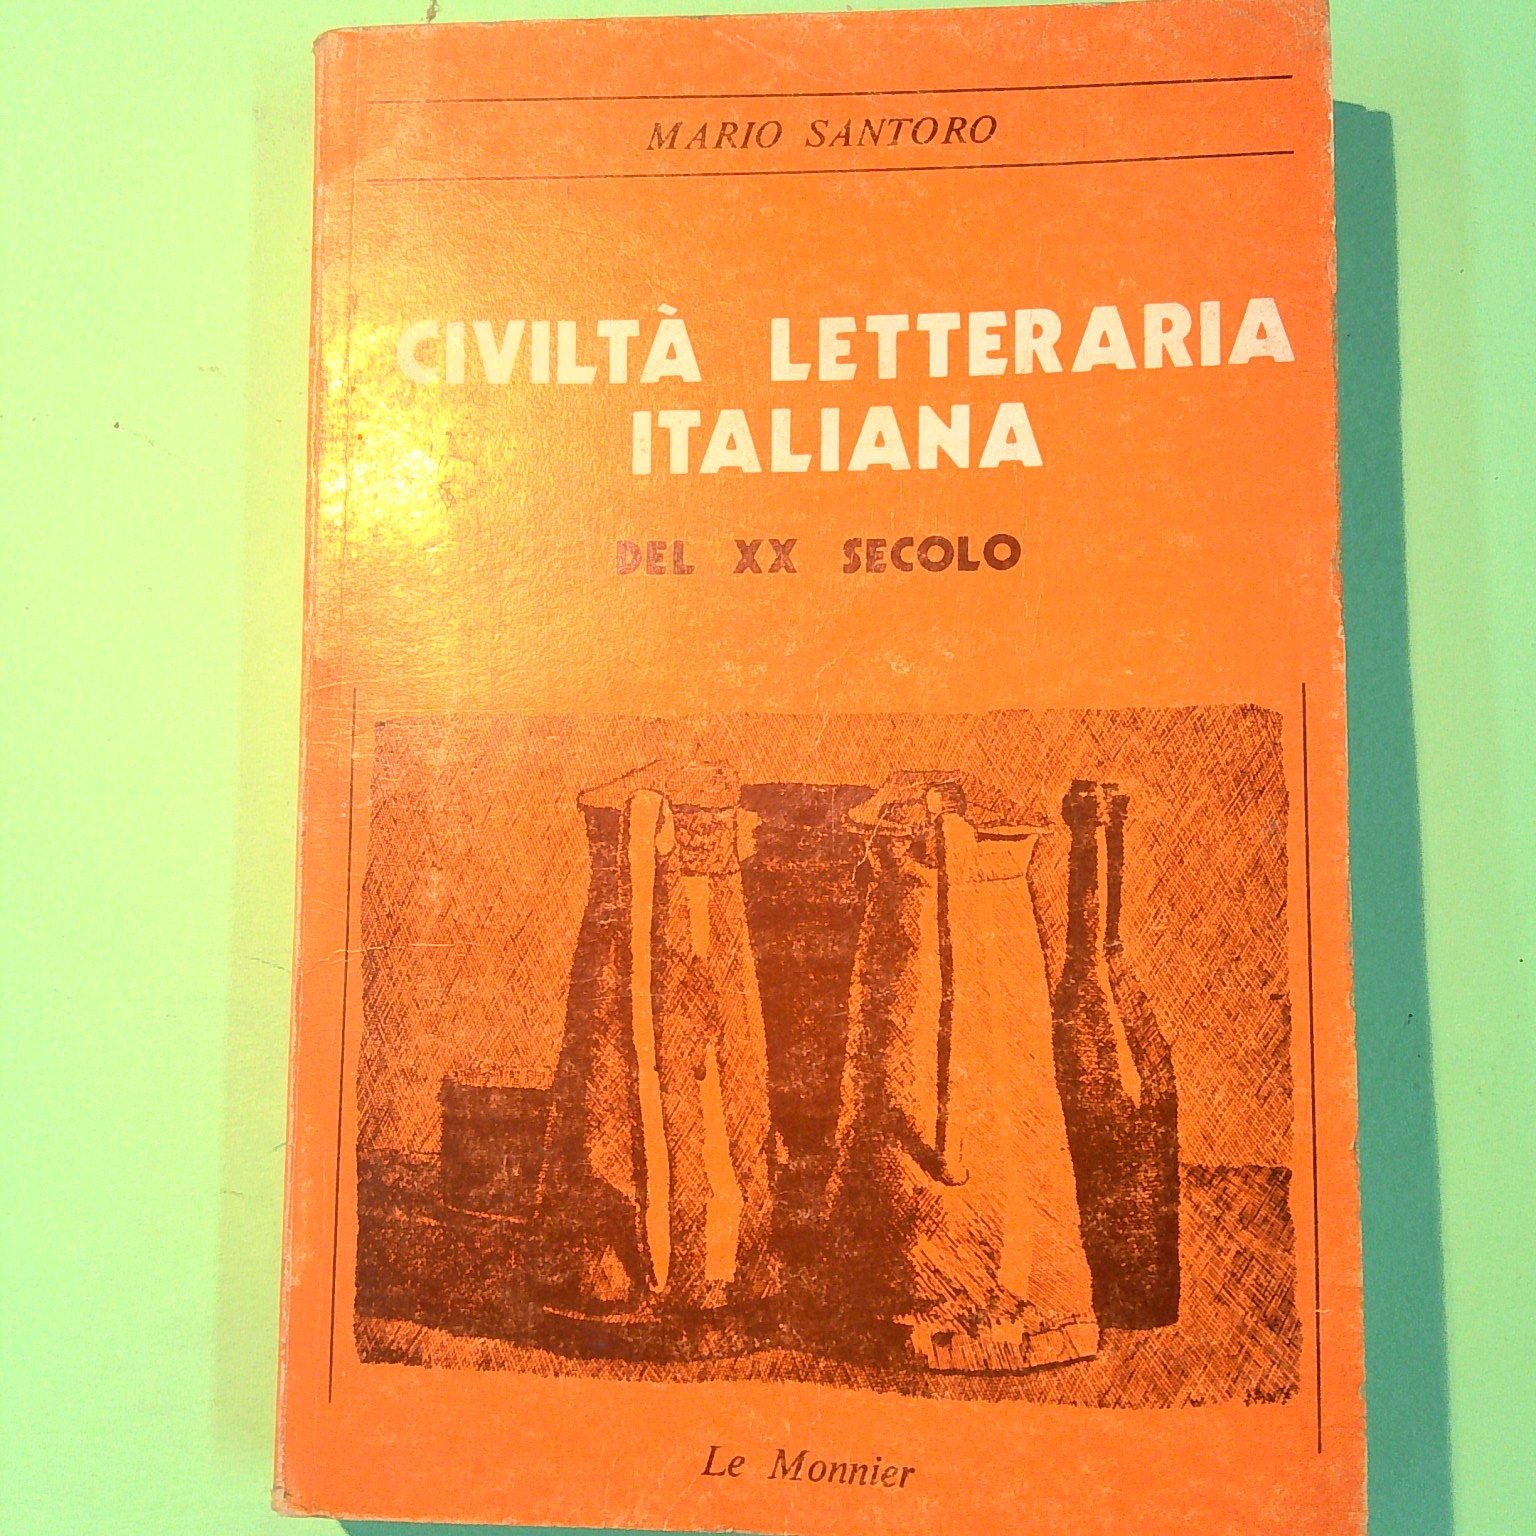 MARIO SANTORO
CIVILTÀ LETTERARIA
ITALIANA
DEL XX SECOLO
Le Monnier